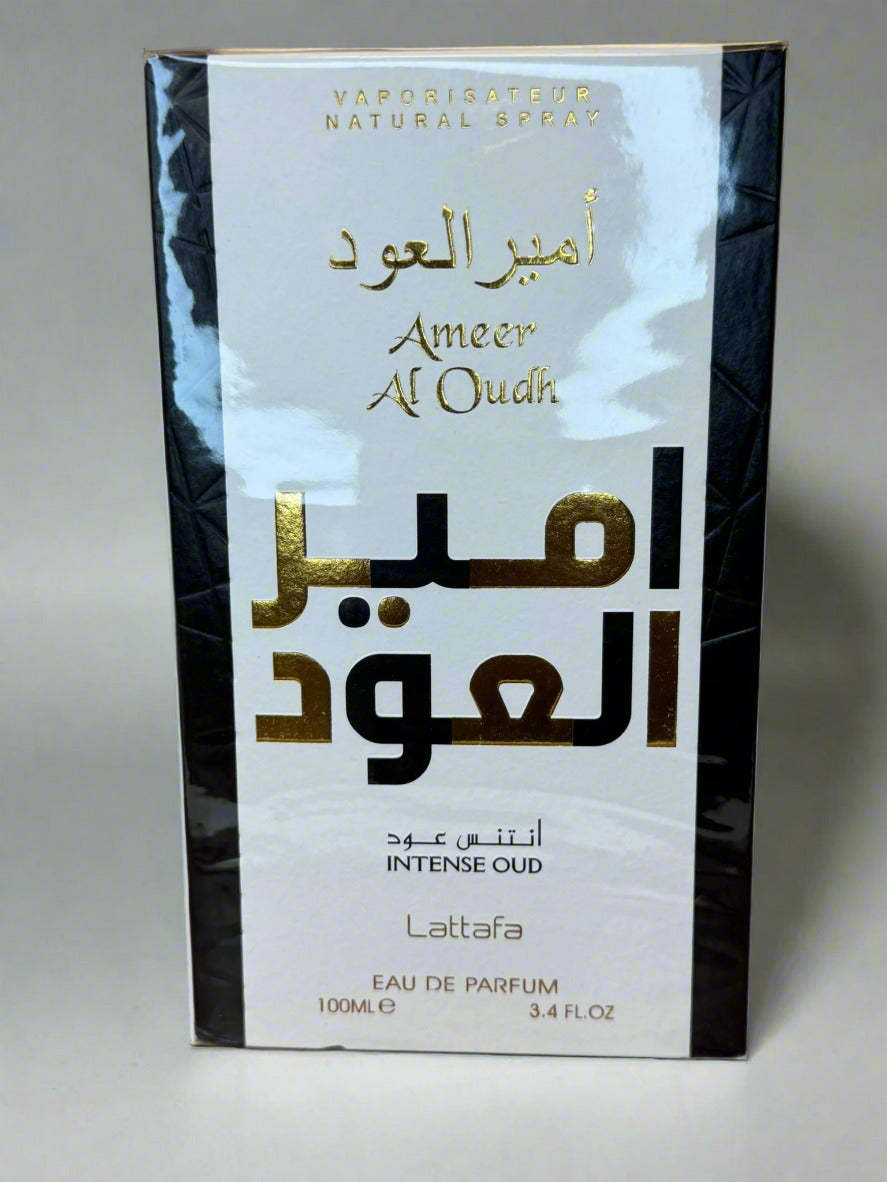 VAPORISATEUR
NATURAL SPRAY
أمير العود
Ameer
Al Oudh
امير
العود
انتنس عود
INTENSE OUD
Lattafa
EAU DE PARFUM
100ML℮ 3.4 FL.OZ